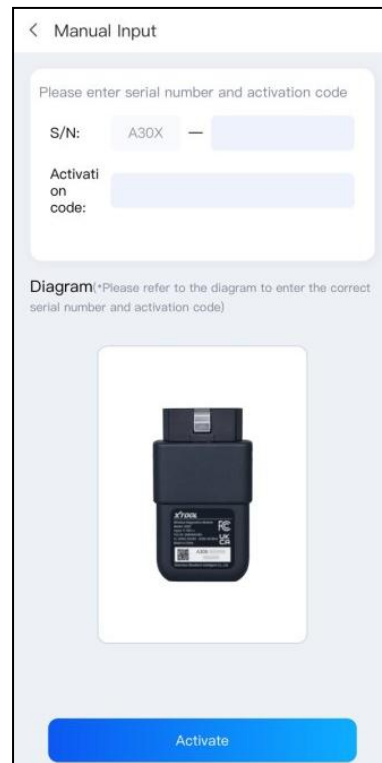 Manual Input
Please enter serial number and activation code
S/N: A30X —
Activati
on
code:
Diagram(*Please refer to the diagram to enter the correct
serial number and activation code)
XTOOL
Activate